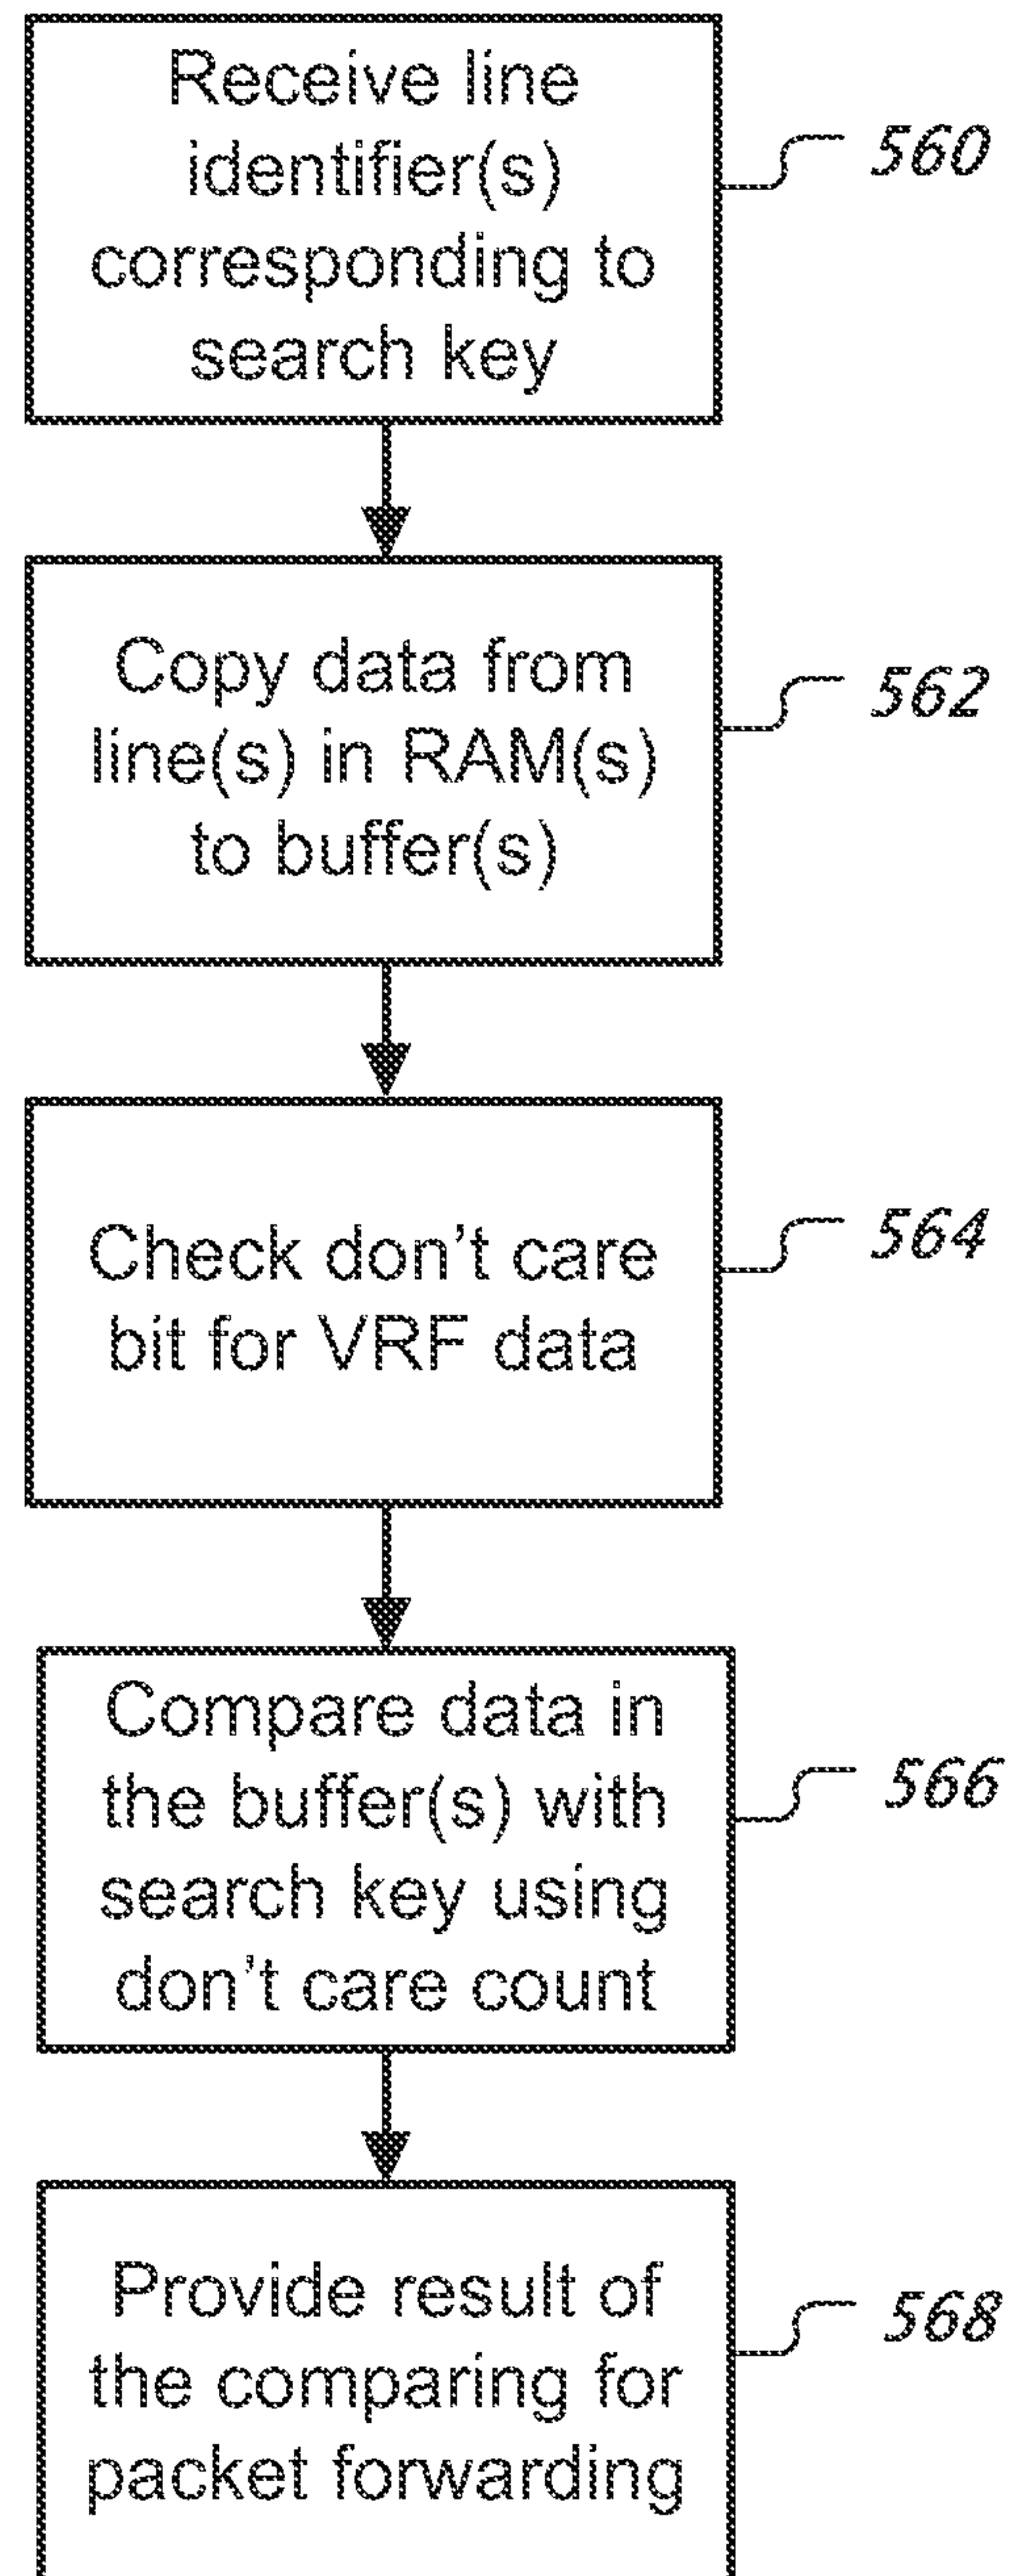 Receive line
identifier(s)
corresponding to
search key
560
Copy data from
line(s) in RAM(s)
to buffer(s)
562
Check don't care
bit for VRF data
564
Compare data in
the buffer(s) with
search key using
don't care count
566
Provide result of
the comparing for
packet forwarding
568